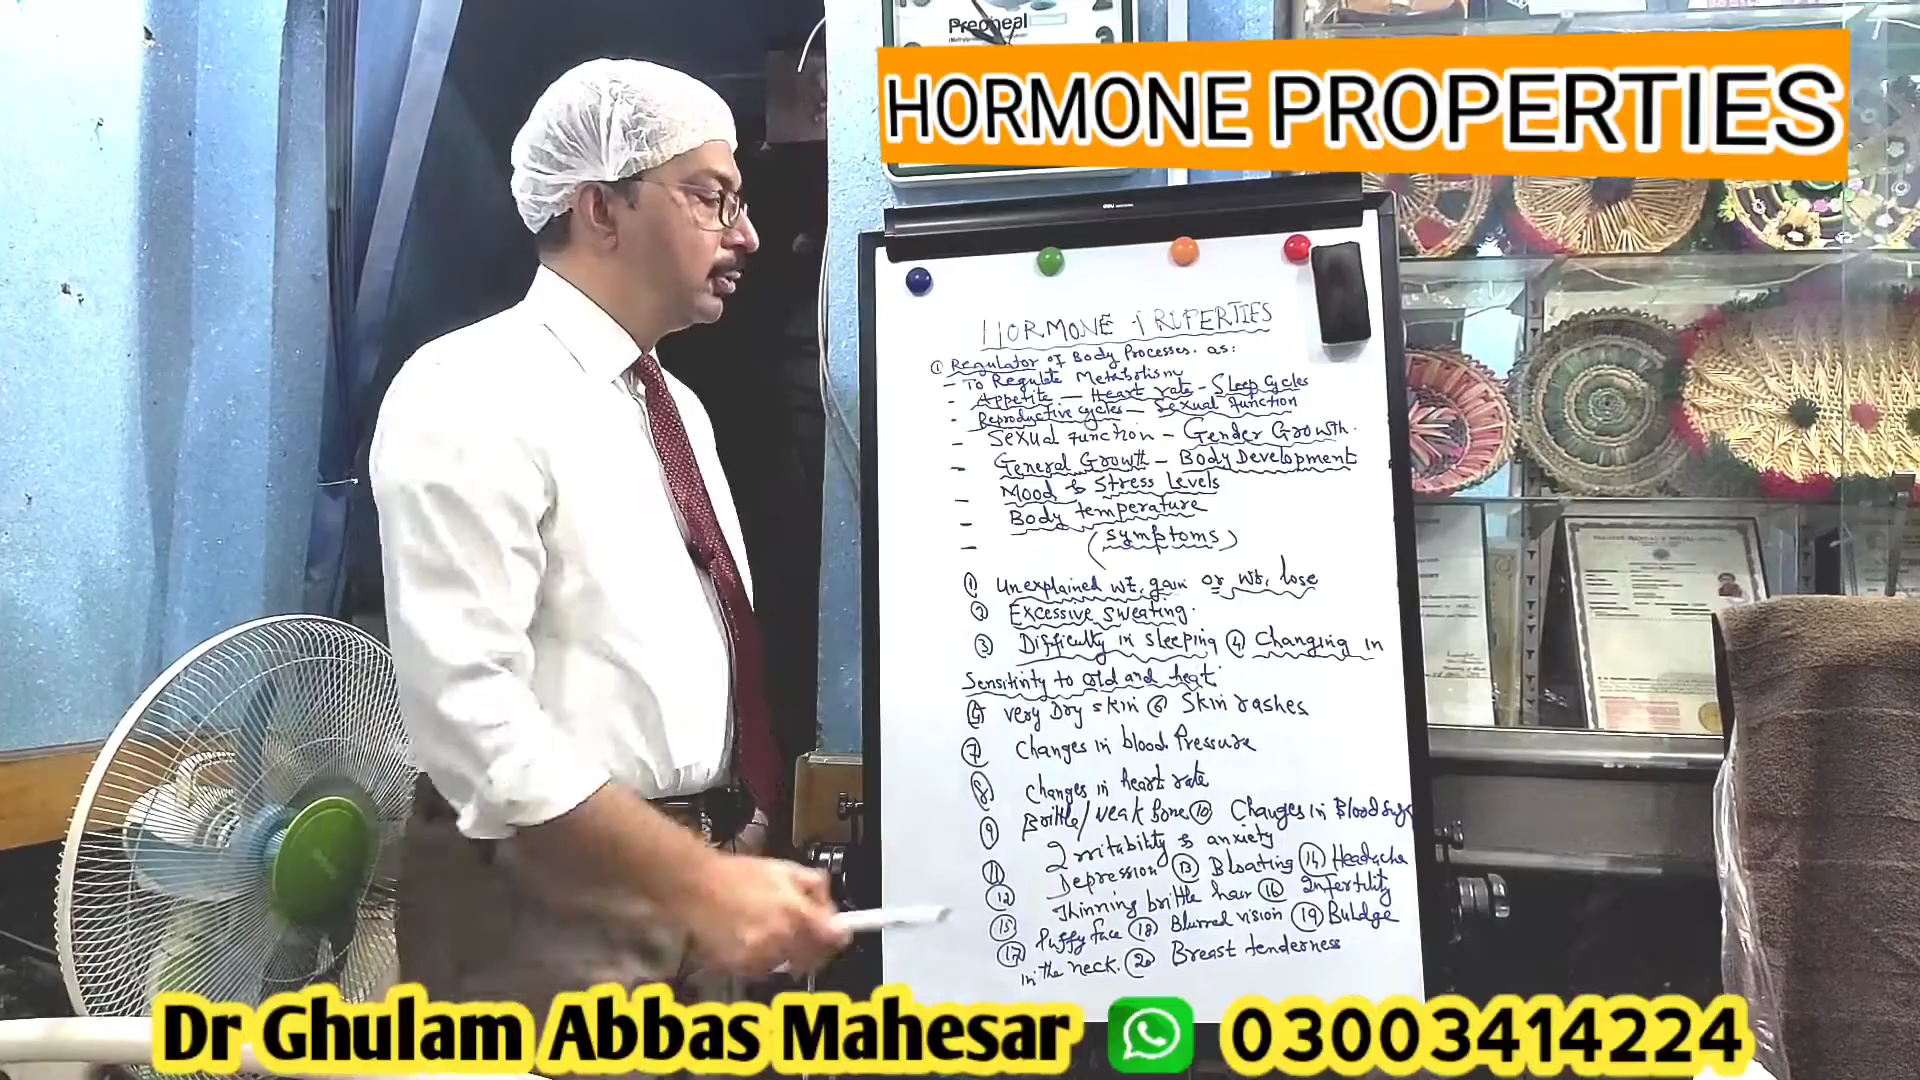 Precheal
HORMONE PROPERTIES
HORMONE PRUPERTIES
① Regulator of Body Processes. as:
- To Regulate Metabolism
- Appetite — Heart rate - Sleep Cycles
- Reproductive cycles — Sexual function
- Sexual function - Gender Growth.
- General Growth - Body Development
- Mood & Stress Levels
- Body temperature
- (symptoms)
① Unexplained wt. gain or wt. lose
② Excessive sweating.
③ Difficulty in sleeping ④ Changing in
Sensitivity to cold and heat.
⑤ very Dry skin ⑥ Skin rashes
⑦ changes in blood Pressure
⑧ changes in heart rate
⑨ Brittle/weak bone ⑩ Changes in Blood
⑪ Irritability & anxiety
⑫ Depression ⑬ Bloating ⑭ Headache
⑮ Thinning brittle hair ⑯ Infertility
⑰ Puffy face ⑱ Blurred vision ⑲ Buldge
in the neck. ⑳ Breast tenderness
Dr Ghulam Abbas Mahesar 03003414224